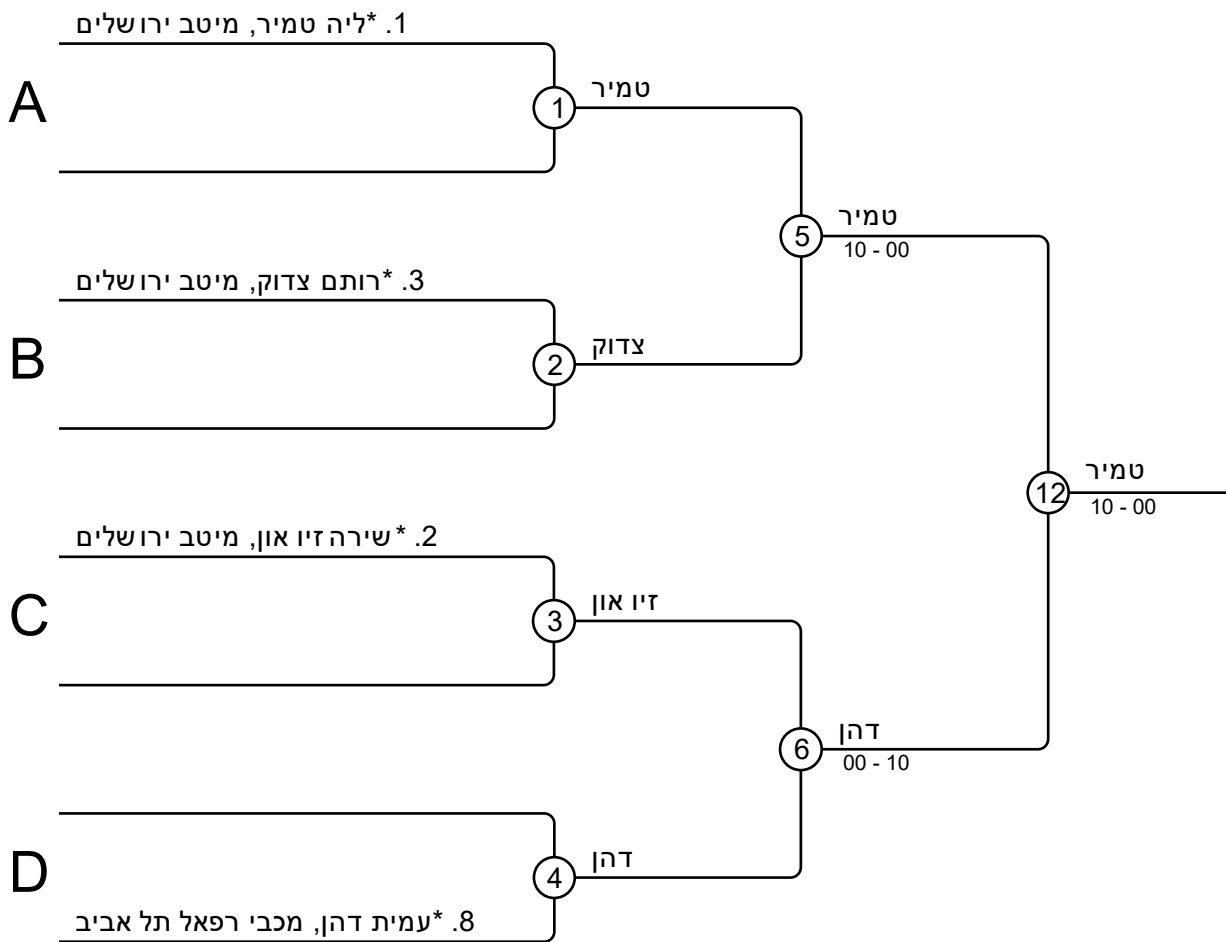 1. *ליה טמיר, מיטב ירושלים
A
1
טמיר
5
טמיר
10 - 00
3. *רותם צדוק, מיטב ירושלים
B
2
צדוק
12
טמיר
10 - 00
2. *שירה זיו און, מיטב ירושלים
C
3
זיו און
6
דהן
00 - 10
D
4
דהן
8. *עמית דהן, מכבי רפאל תל אביב